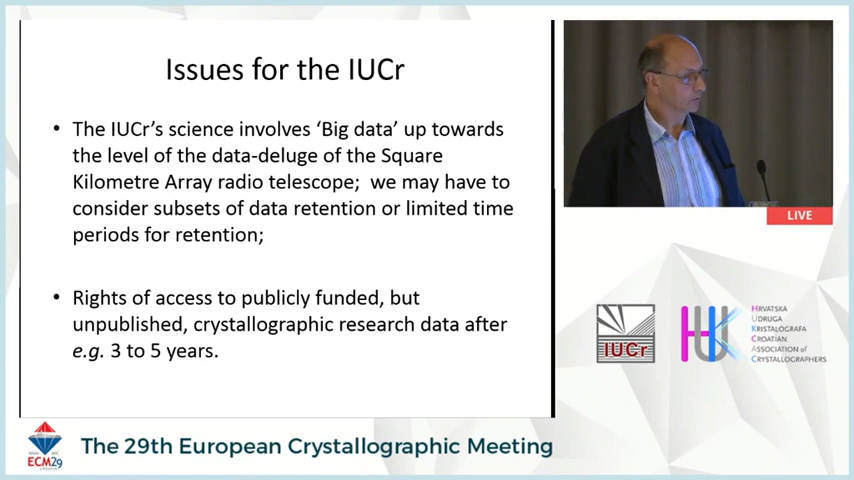 Issues for the IUCr
• The IUCr's science involves 'Big data' up towards
the level of the data-deluge of the Square
Kilometre Array radio telescope; we may have to
consider subsets of data retention or limited time
periods for retention;
• Rights of access to publicly funded, but
unpublished, crystallographic research data after
e.g. 3 to 5 years.
LIVE
IUCr
HUK
HRVATSKA
UDRUGA
KRISTALOGRAFA
CROATIAN
ASSOCIATION of
CRYSTALLOGRAPHERS
ECM29
The 29th European Crystallographic Meeting